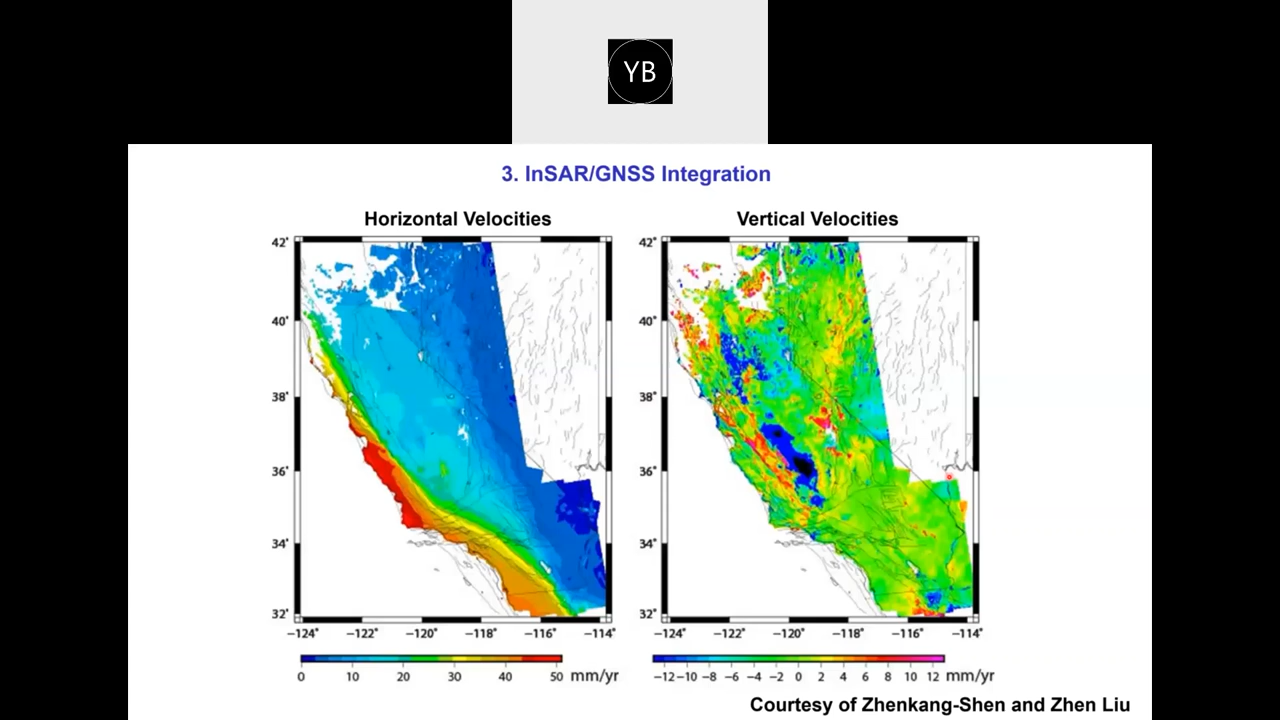 YB
3. InSAR/GNSS Integration
Horizontal Velocities
Vertical Velocities
42°
40°
38°
36°
34°
32°
−124° −122° −120° −118° −116° −114°
0 10 20 30 40 50 mm/yr
42°
40°
38°
36°
34°
32°
−124° −122° −120° −118° −116° −114°
−12 −10 −8 −6 −4 −2 0 2 4 6 8 10 12 mm/yr
Courtesy of Zhenkang-Shen and Zhen Liu